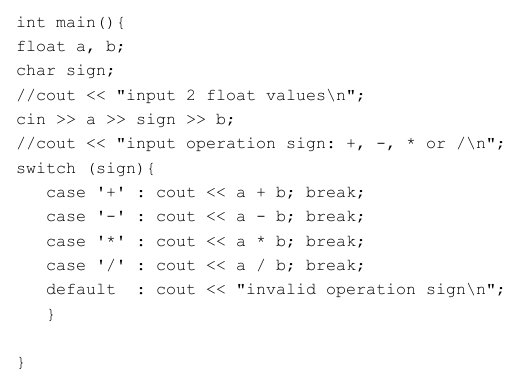 int main(){
float a, b;
char sign;
//cout << "input 2 float values\n";
cin >> a >> sign >> b;
//cout << "input operation sign: +, -, * or /\n";
switch (sign){
   case '+' : cout << a + b; break;
   case '-' : cout << a - b; break;
   case '*' : cout << a * b; break;
   case '/' : cout << a / b; break;
   default  : cout << "invalid operation sign\n";
   }

}